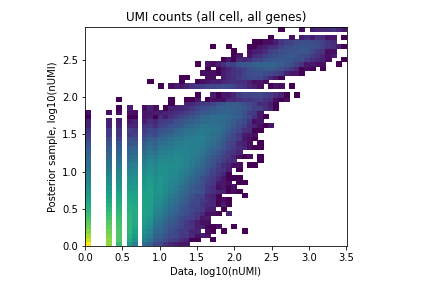 UMI counts (all cell, all genes)
Posterior sample, log10(nUMI)
2.5
2.0
1.5
1.0
0.5
0.0
0.0 0.5 1.0 1.5 2.0 2.5 3.0 3.5
Data, log10(nUMI)